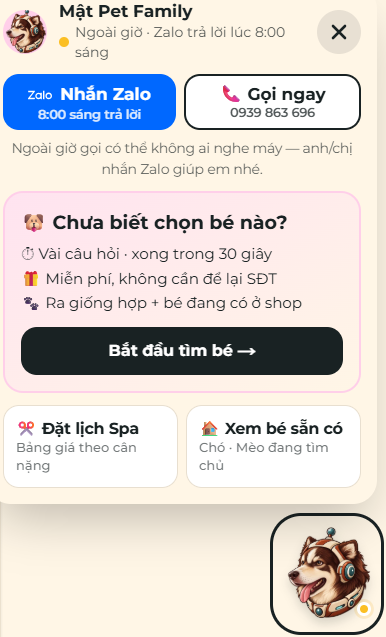 Mật Pet Family
Ngoài giờ · Zalo trả lời lúc 8:00
sáng
Zalo Nhắn Zalo
8:00 sáng trả lời
Gọi ngay
0939 863 696
Ngoài giờ gọi có thể không ai nghe máy — anh/chị
nhắn Zalo giúp em nhé.
Chưa biết chọn bé nào?
Vài câu hỏi · xong trong 30 giây
Miễn phí, không cần để lại SĐT
Ra giống hợp + bé đang có ở shop
Bắt đầu tìm bé →
Đặt lịch Spa
Bảng giá theo cân
nặng
Xem bé sẵn có
Chó · Mèo đang tìm
chủ